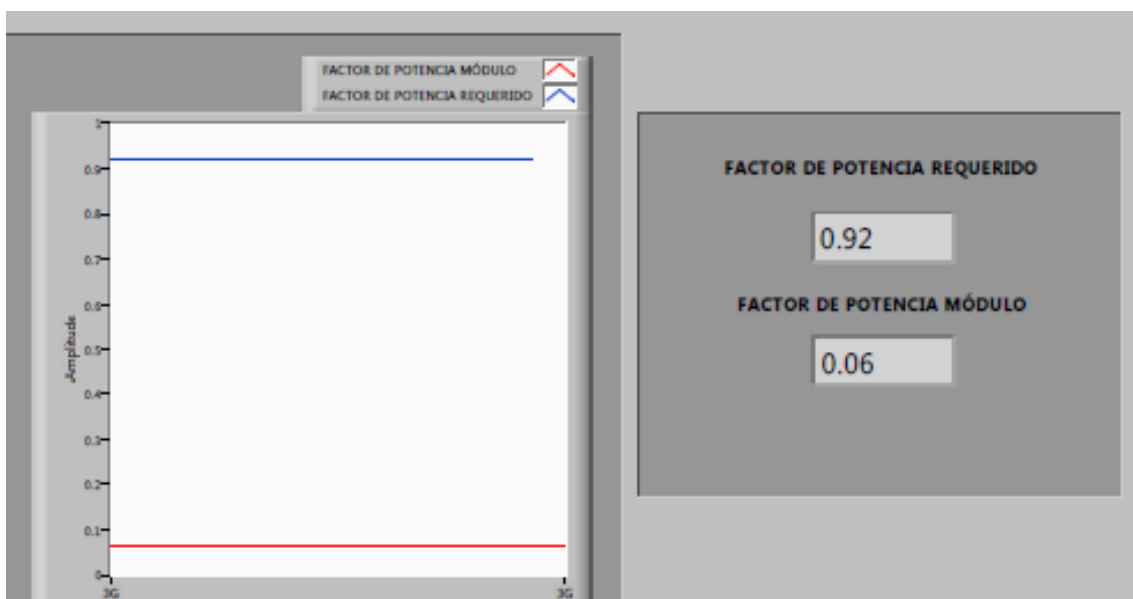 FACTOR DE POTENCIA MÓDULO
FACTOR DE POTENCIA REQUERIDO
1
0.9
0.8
0.7
0.6
0.5
0.4
0.3
0.2
0.1
0
Amplitude
3G
3G
FACTOR DE POTENCIA REQUERIDO
0.92
FACTOR DE POTENCIA MÓDULO
0.06